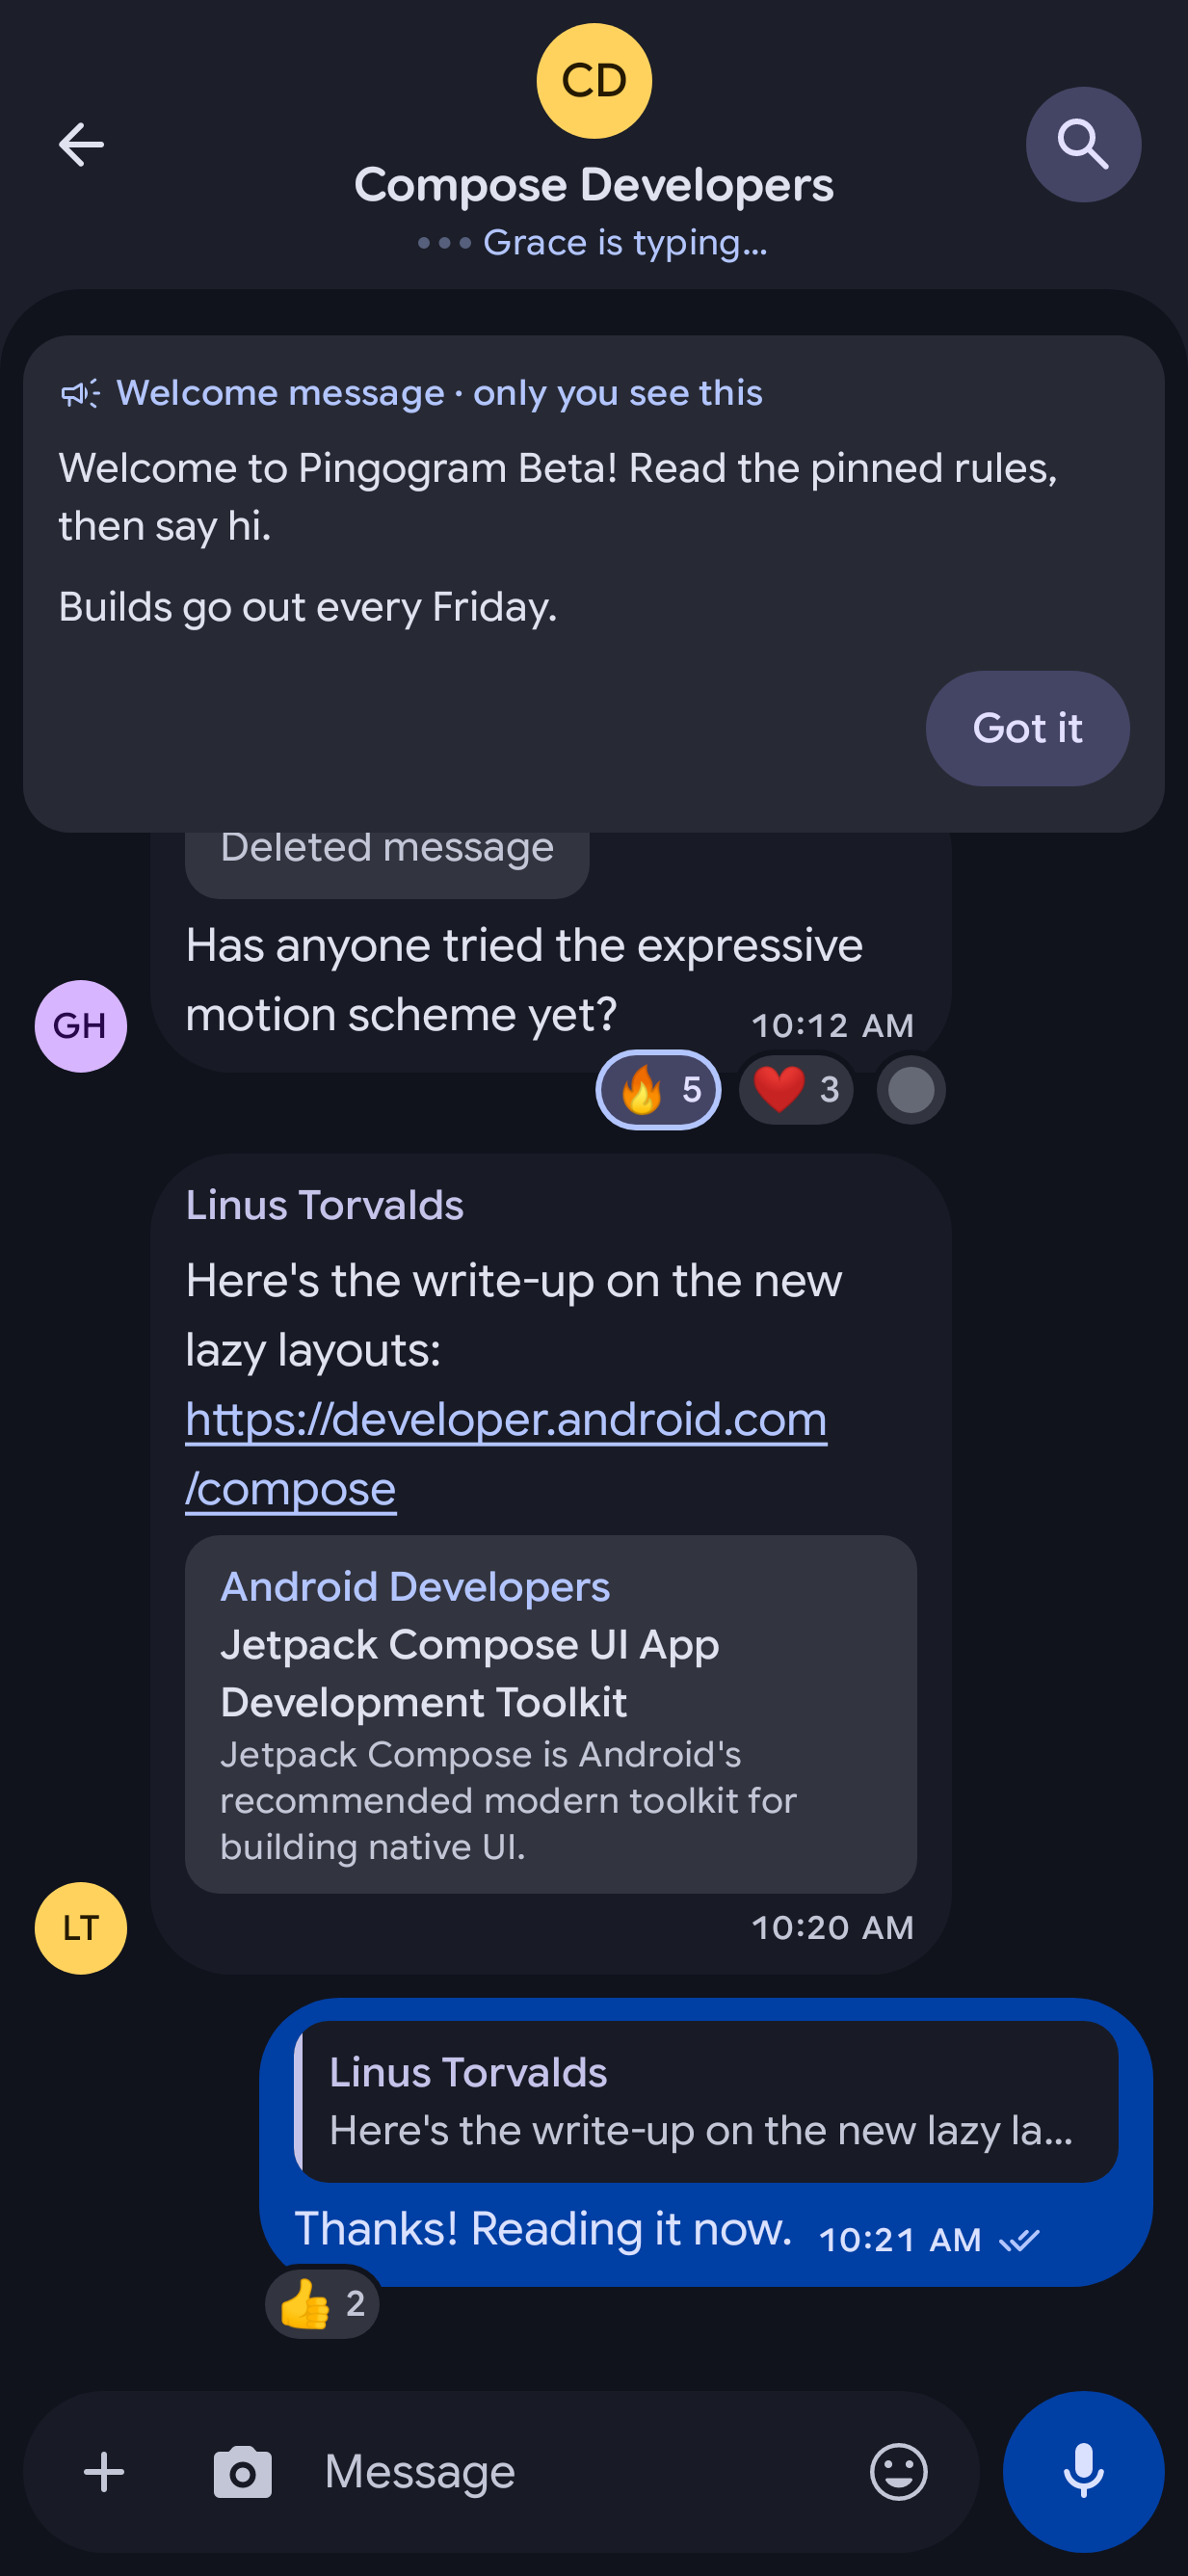 CD
Compose Developers
Grace is typing...
Welcome message · only you see this
Welcome to Pingogram Beta! Read the pinned rules,
then say hi.
Builds go out every Friday.
Got it
Deleted message
Has anyone tried the expressive
motion scheme yet?
10:12 AM
GH
🔥 5
❤️ 3
Linus Torvalds
Here's the write-up on the new
lazy layouts:
https://developer.android.com
/compose
Android Developers
Jetpack Compose UI App
Development Toolkit
Jetpack Compose is Android's
recommended modern toolkit for
building native UI.
LT
10:20 AM
Linus Torvalds
Here's the write-up on the new lazy la...
Thanks! Reading it now.
10:21 AM
👍 2
Message